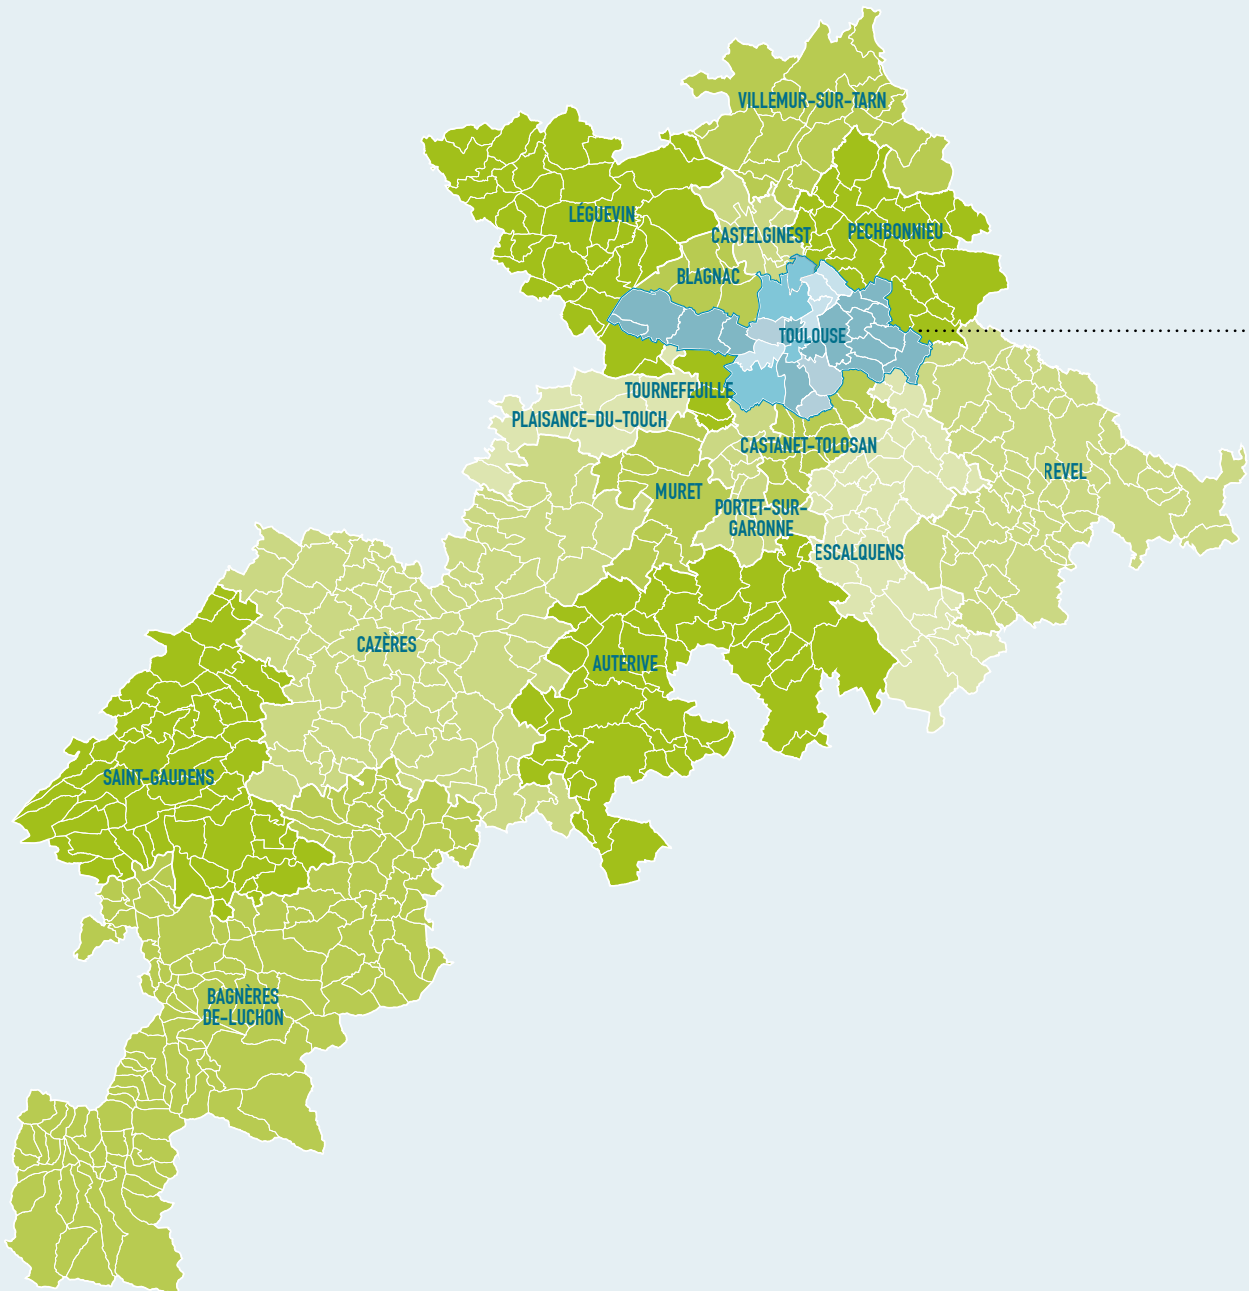 VILLEMUR-SUR-TARN
LÉGUEVIN
CASTELGINEST
PECHBONNIEU
BLAGNAC
TOULOUSE
TOURNEFEUILLE
PLAISANCE-DU-TOUCH
CASTANET-TOLOSAN
REVEL
MURET
PORTET-SUR-
GARONNE
ESCALQUENS
CAZÈRES
AUTERIVE
SAINT-GAUDENS
BAGNÈRES
DE-LUCHON